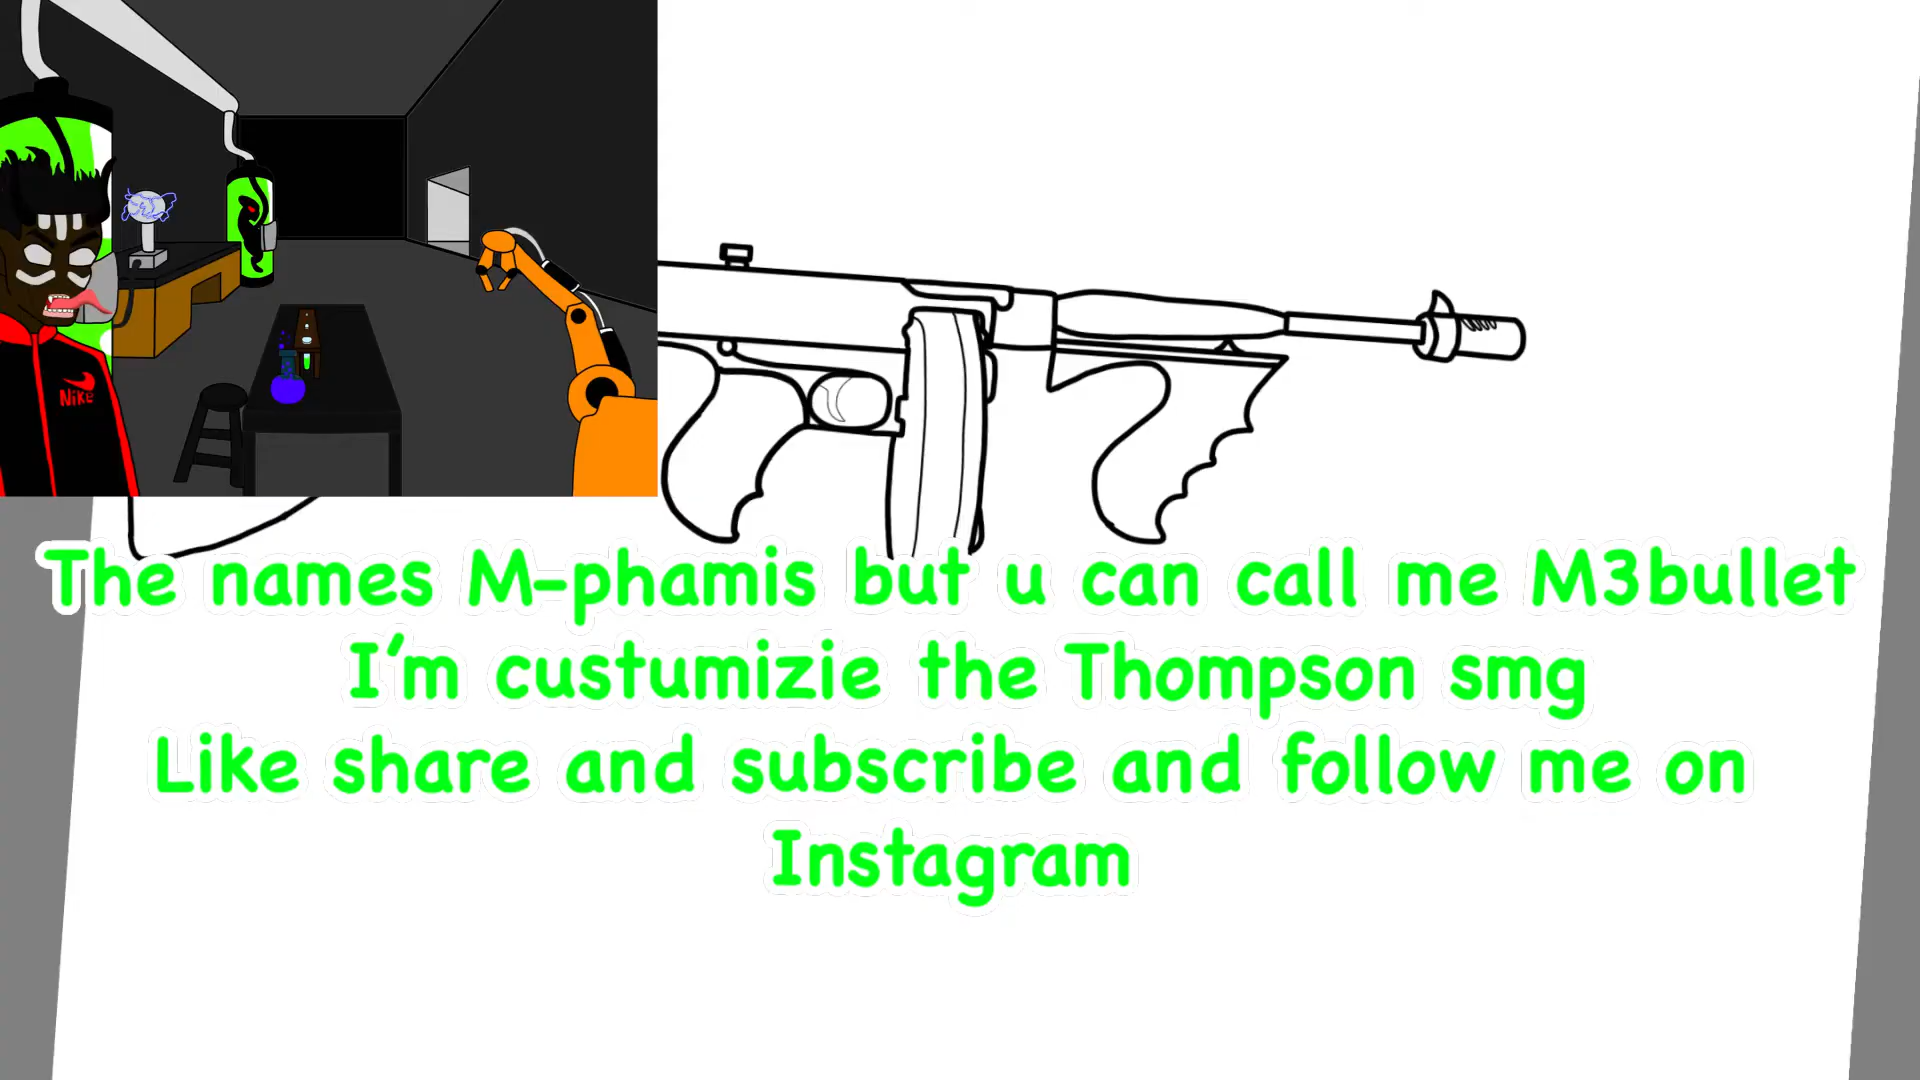 Nike
The names M-phamis but u can call me M3bullet
I'm custumizie the Thompson smg
Like share and subscribe and follow me on
Instagram